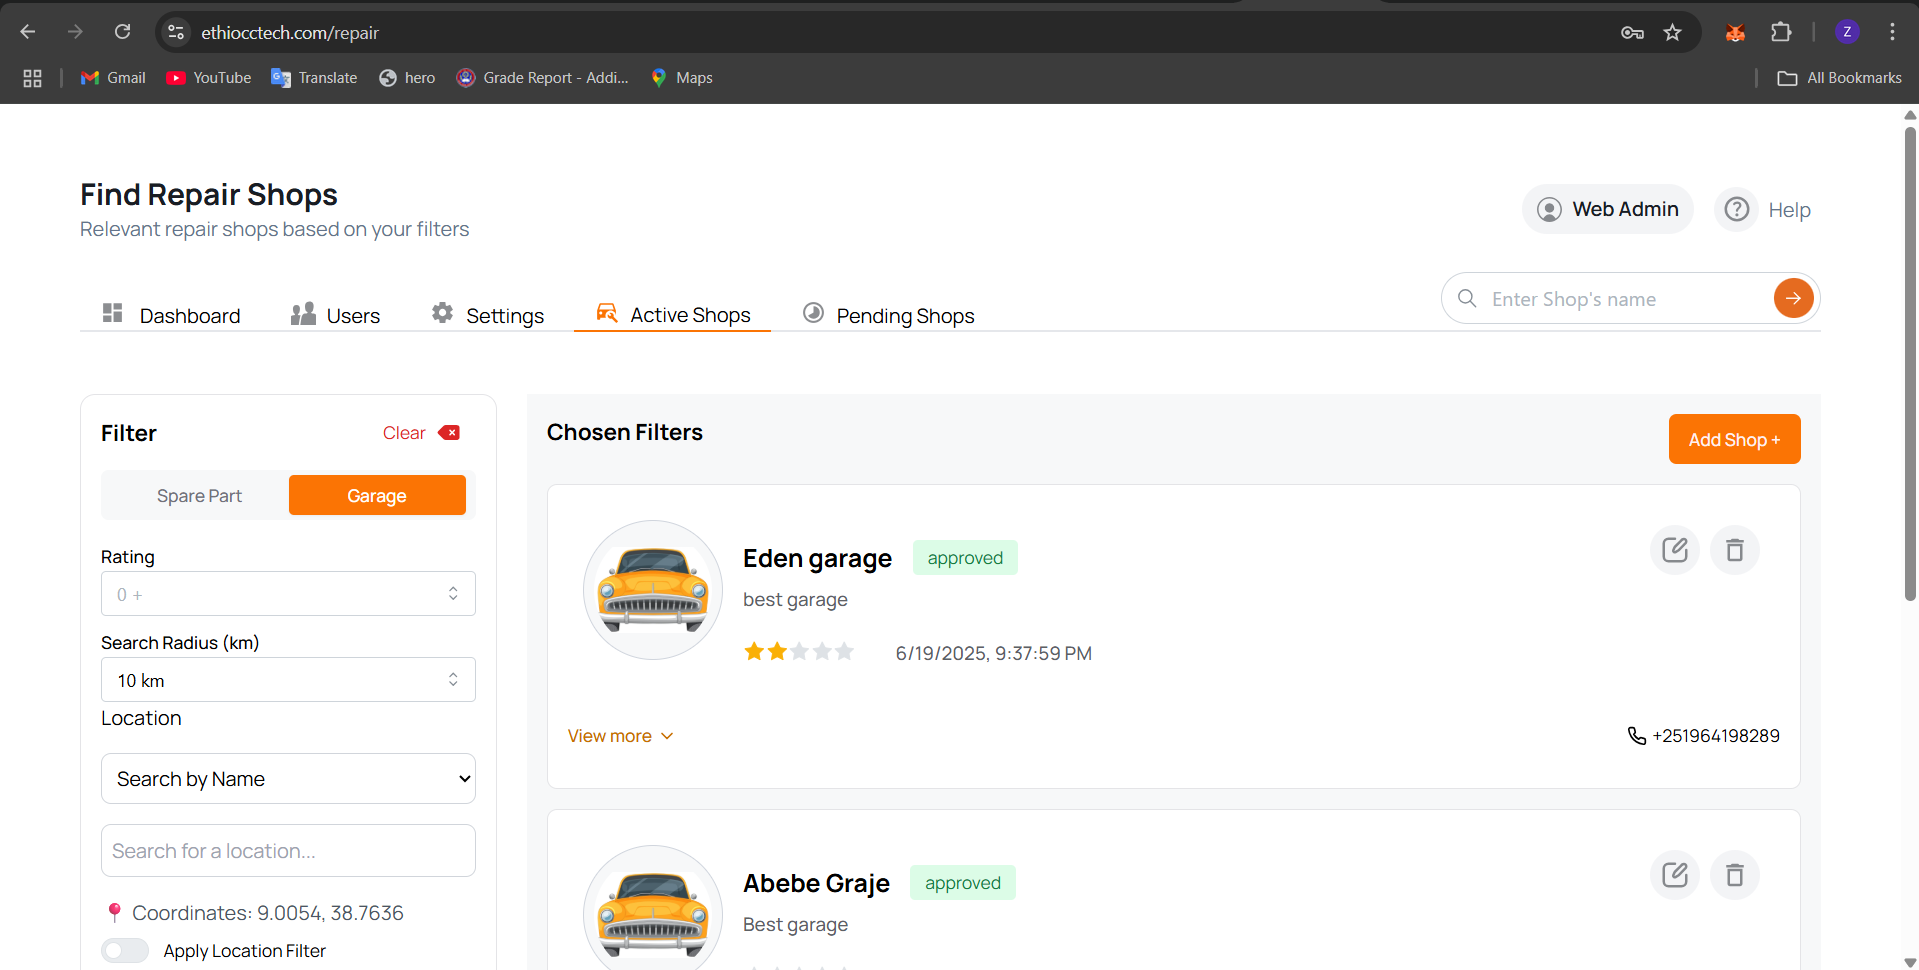 ethiocctech.com/repair
Z
Gmail YouTube Translate hero Grade Report - Addi... Maps All Bookmarks
Find Repair Shops
Relevant repair shops based on your filters
Web Admin
? Help
Dashboard Users Settings Active Shops Pending Shops
Enter Shop's name
Filter
Clear
Spare Part Garage
Rating
0 +
Search Radius (km)
10 km
Location
Search by Name
Search for a location...
Coordinates: 9.0054, 38.7636
Apply Location Filter
Chosen Filters
Add Shop +
Eden garage approved
best garage
6/19/2025, 9:37:59 PM
View more
+251964198289
Abebe Graje approved
Best garage